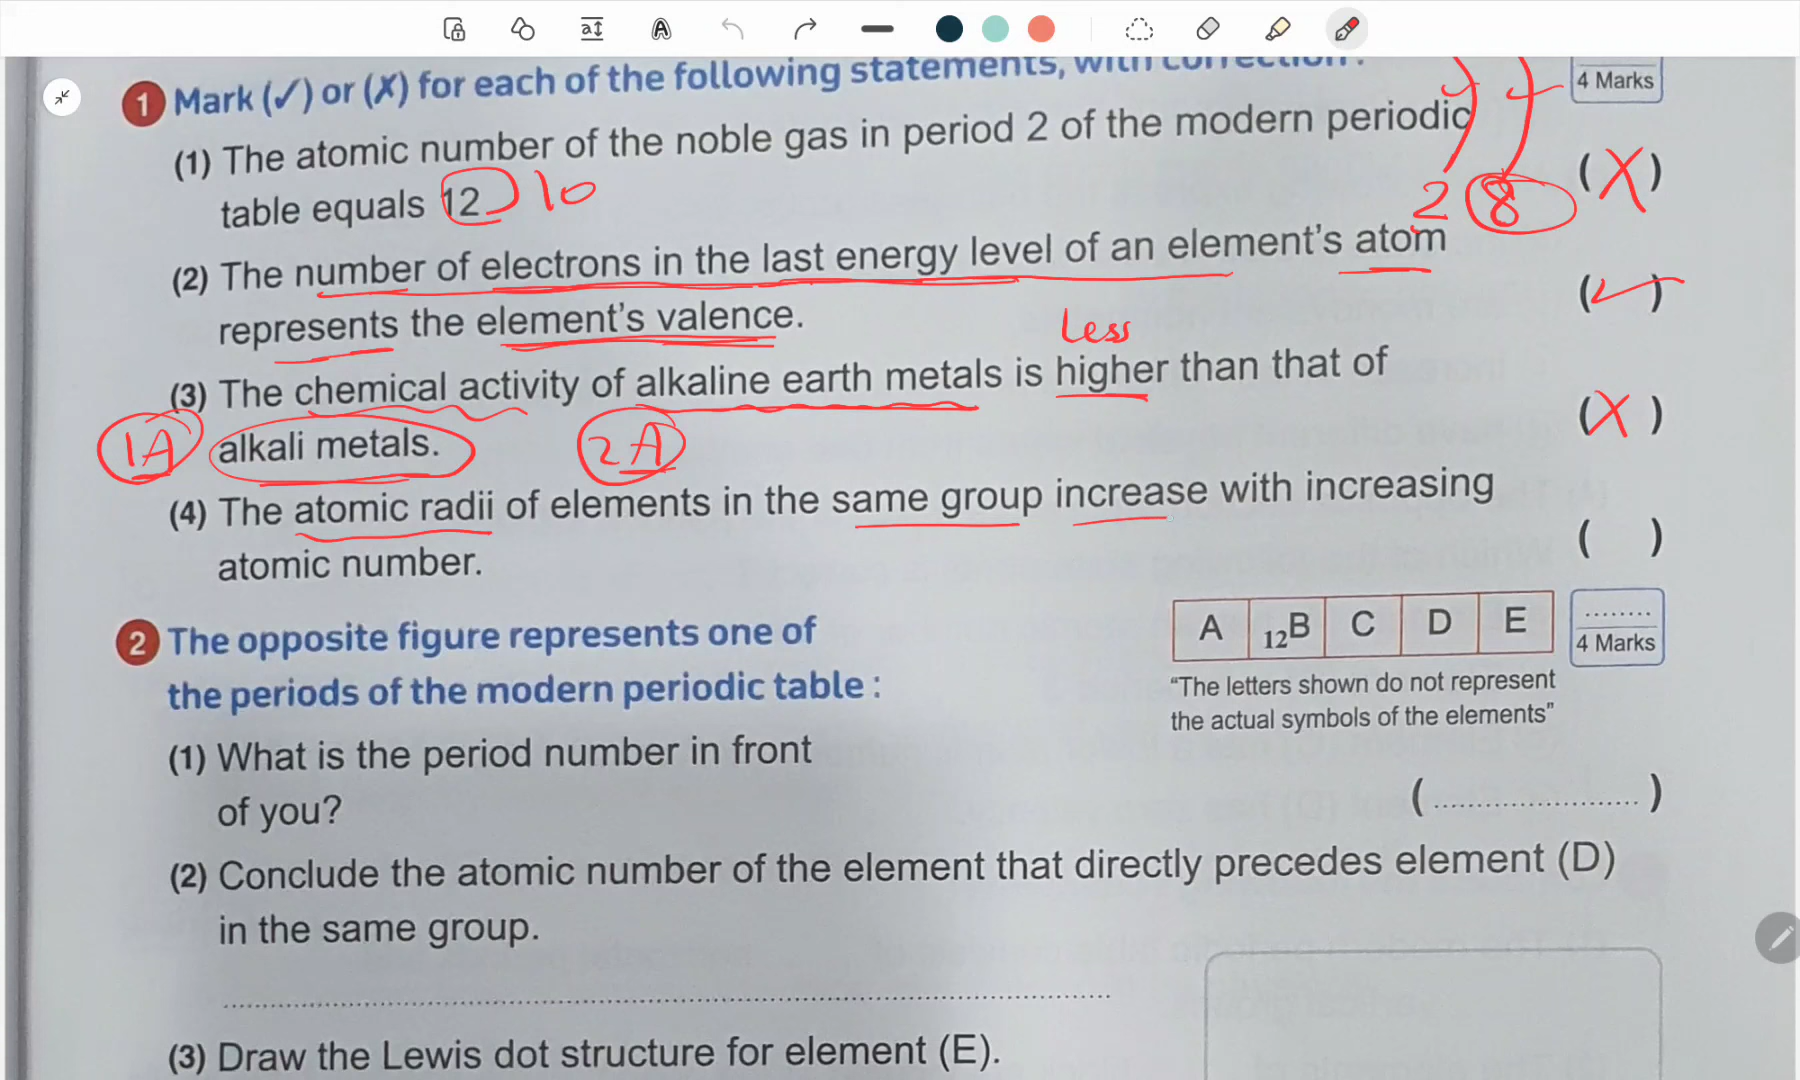 1 Mark (✓) or (✗) for each of the following statements, with correction :
4 Marks
(1) The atomic number of the noble gas in period 2 of the modern periodic
table equals 12 10
2 8
(X)
(2) The number of electrons in the last energy level of an element's atom
represents the element's valence.
(✓)
Less
(3) The chemical activity of alkaline earth metals is higher than that of
(X)
1A alkali metals. 2A
(4) The atomic radii of elements in the same group increase with increasing
atomic number.
( )
2 The opposite figure represents one of
the periods of the modern periodic table :
A 12B C D E
........
4 Marks
"The letters shown do not represent
the actual symbols of the elements"
(1) What is the period number in front
of you?
(........................)
(2) Conclude the atomic number of the element that directly precedes element (D)
in the same group.
(3) Draw the Lewis dot structure for element (E).